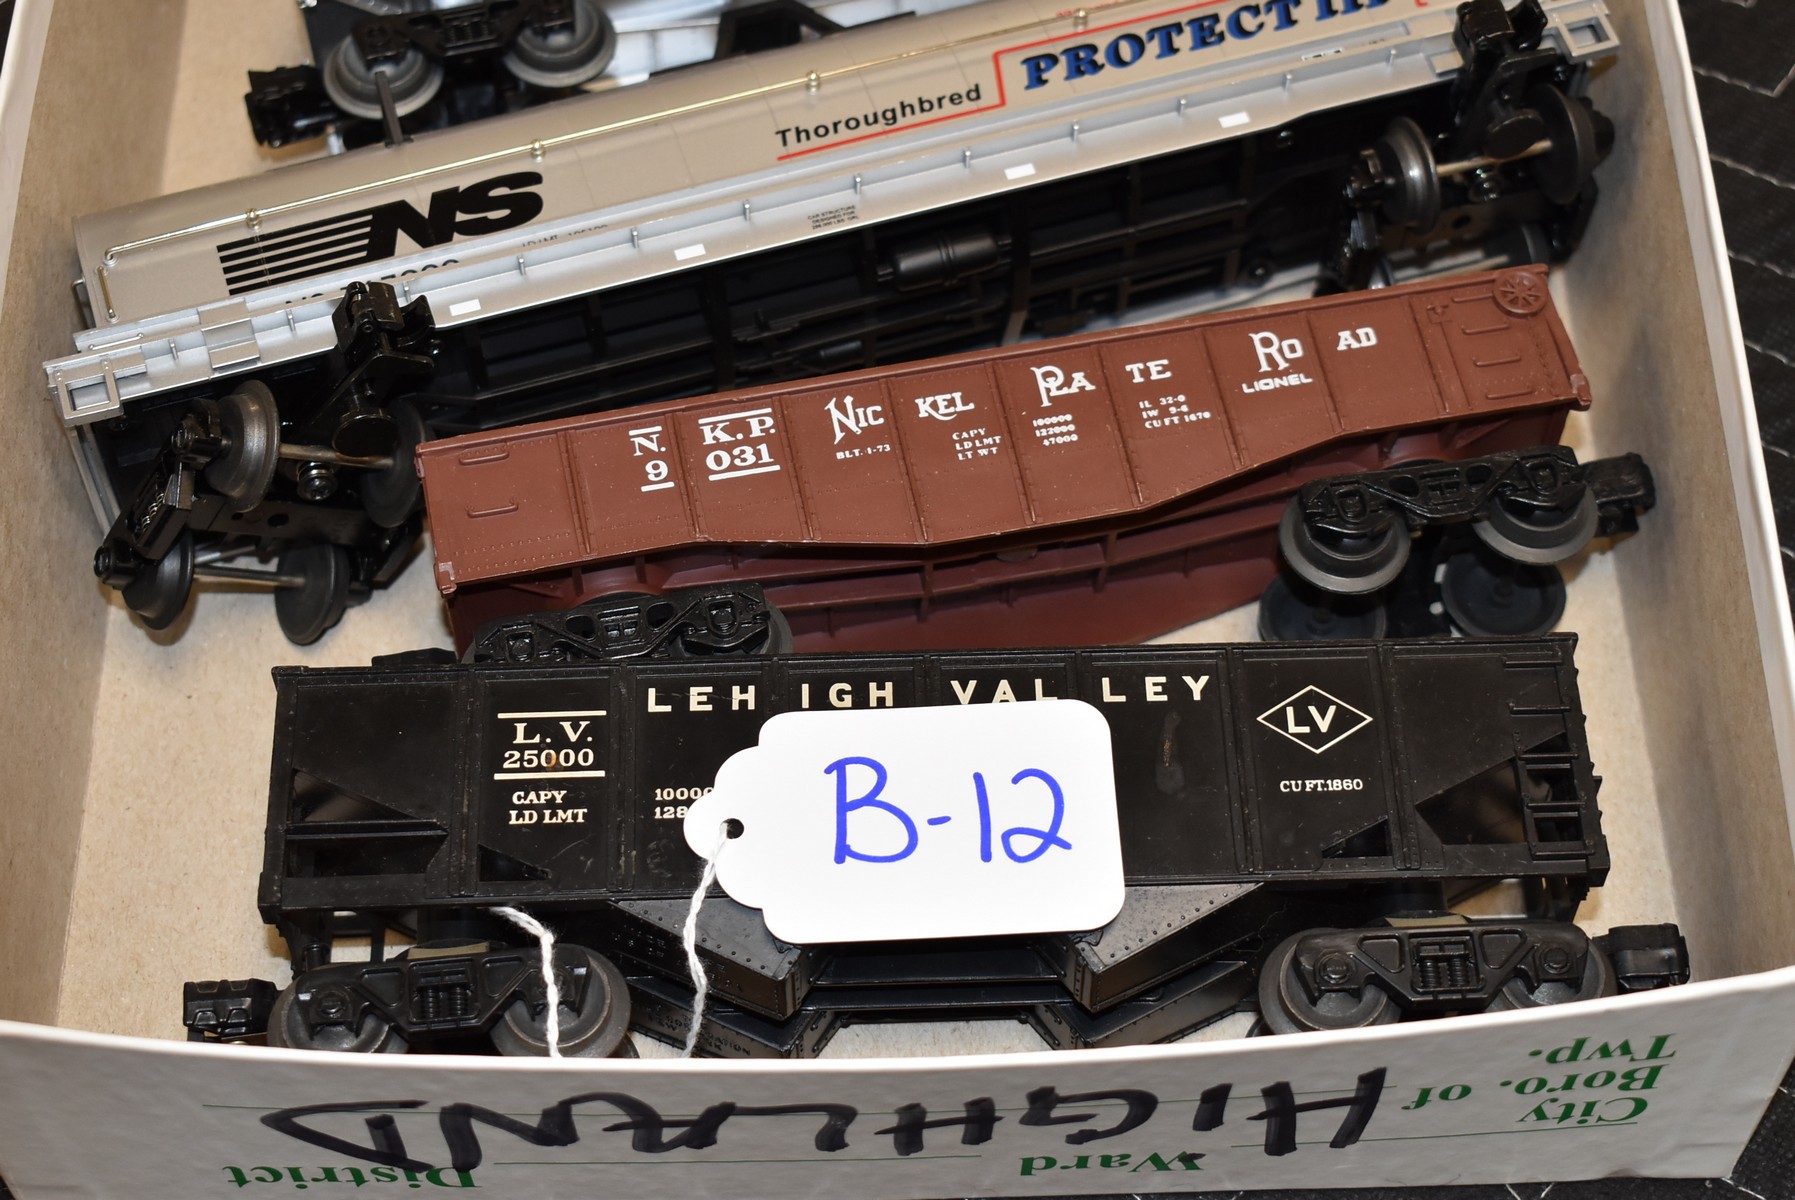 Thoroughbred PROTECT
NS
N.K.P.
9031
NICKEL PLATE ROAD
BLT. 1-73
CAPY 100000
LD LMT 122000
LT WT 47000
IL 32-0
IW 9-6
CU FT 1670
LIONEL
LEHIGH VALLEY
L.V.
25000
CAPY
LD LMT
LV
CU FT. 1860
B-12
HIGHLAND
City
Boro. of
Twp.
Ward
District